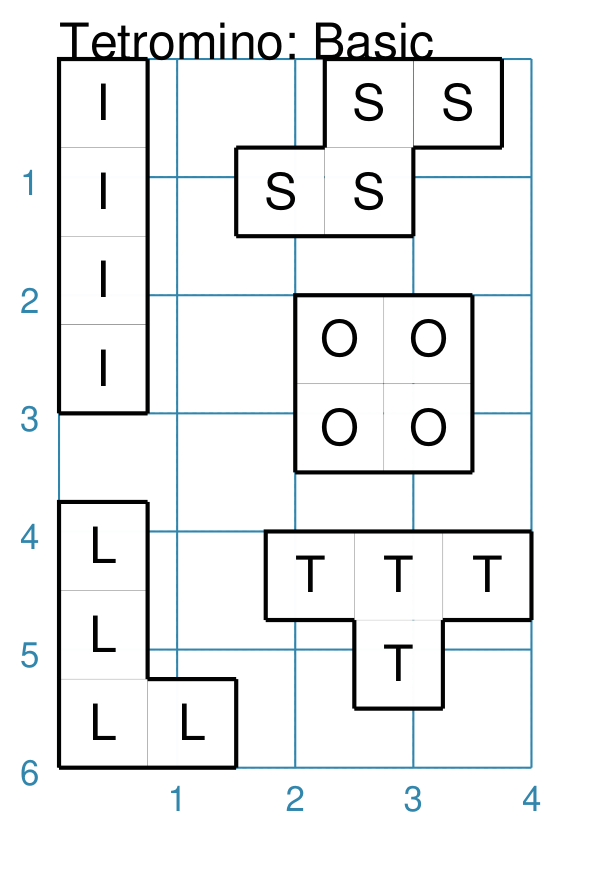 Tetromino: Basic
I S S
1
I S S
I
2
O O
I
3
O O
4
L T T T
L
5
T
L L
6
1 2 3 4